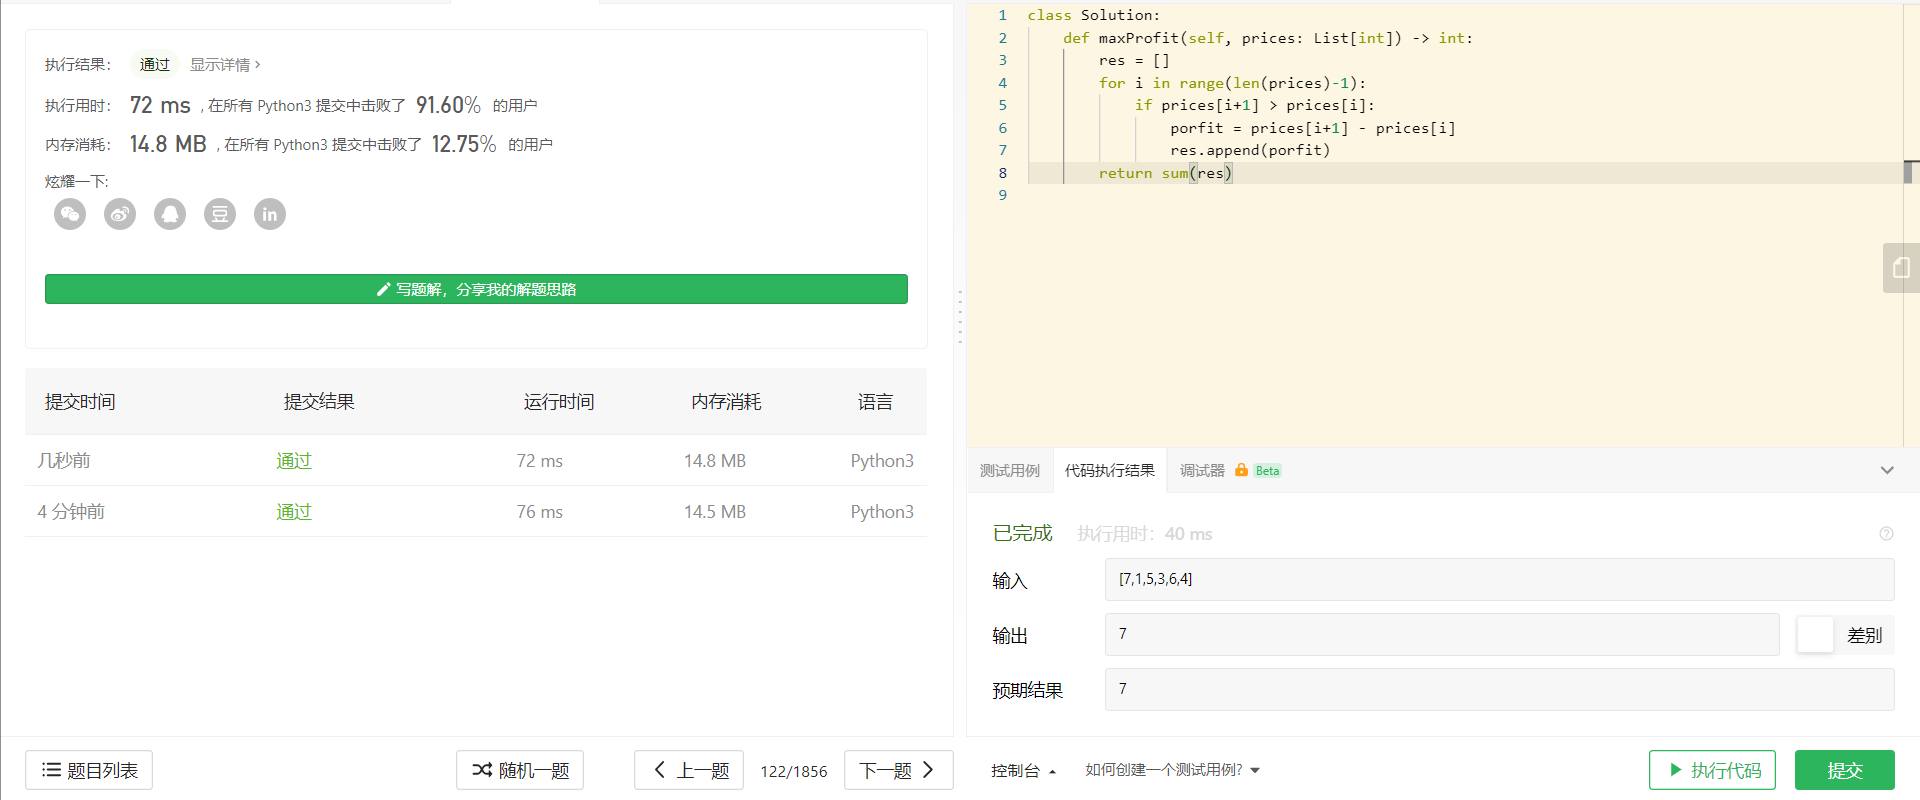 执行结果： 通过 显示详情 ›
执行用时： 72 ms , 在所有 Python3 提交中击败了 91.60% 的用户
内存消耗： 14.8 MB , 在所有 Python3 提交中击败了 12.75% 的用户
炫耀一下:
豆 in
写题解，分享我的解题思路
提交时间 提交结果 运行时间 内存消耗 语言
几秒前 通过 72 ms 14.8 MB Python3
4 分钟前 通过 76 ms 14.5 MB Python3
题目列表 随机一题 上一题 122/1856 下一题
1 class Solution:
2     def maxProfit(self, prices: List[int]) -> int:
3         res = []
4         for i in range(len(prices)-1):
5             if prices[i+1] > prices[i]:
6                 porfit = prices[i+1] - prices[i]
7                 res.append(porfit)
8         return sum(res)
9
测试用例 代码执行结果 调试器 Beta
已完成 执行用时：40 ms
输入 [7,1,5,3,6,4]
输出 7 差别
预期结果 7
控制台 如何创建一个测试用例? 执行代码 提交